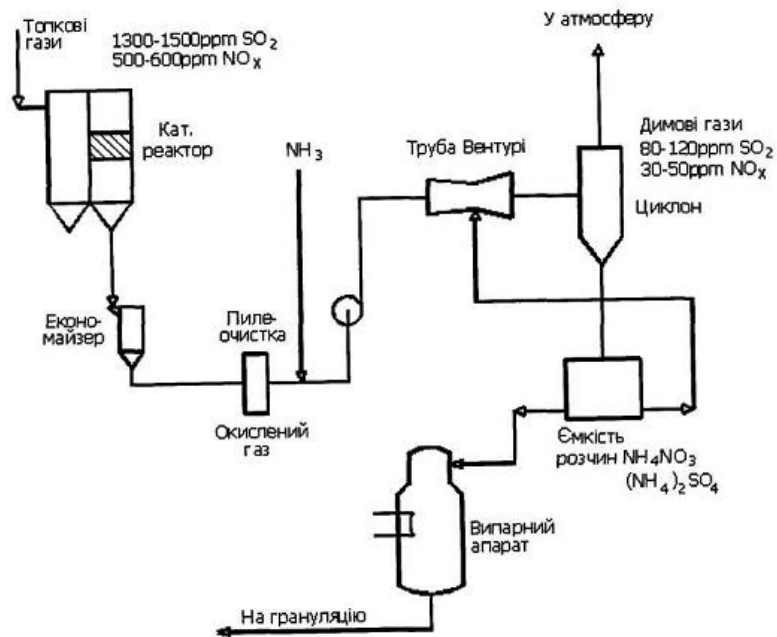 Топкові
гази
1300-1500ppm SO₂
500-600ppm NOₓ
У атмосферу
Кат.
реактор
NH₃
Труба Вентурі
Димові гази
80-120ppm SO₂
30-50ppm NOₓ
Циклон
Еконо-
майзер
Пиле-
очистка
Окислений
газ
Ємкість
розчин NH₄NO₃
(NH₄)₂SO₄
Випарний
апарат
На грануляцію